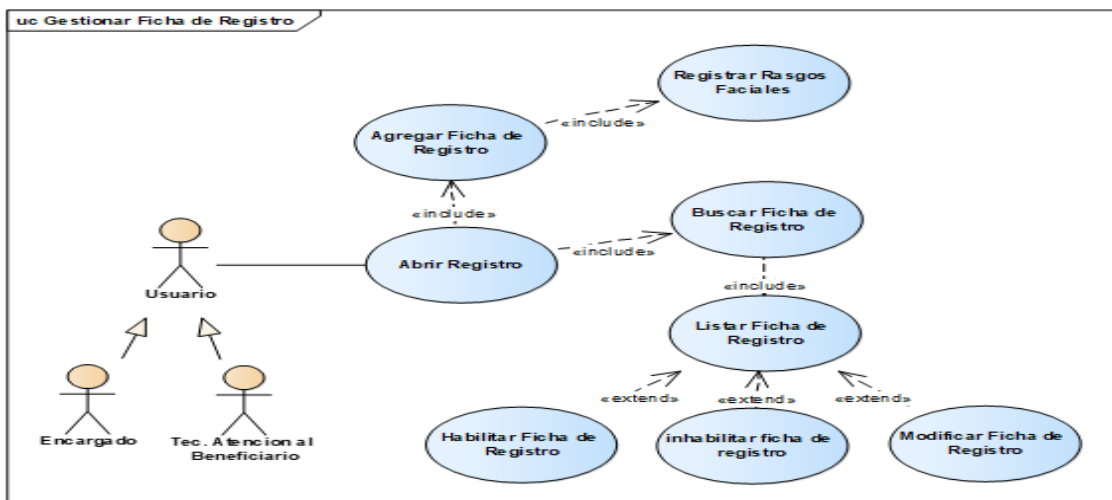 uc Gestionar Ficha de Registro
Registrar Rasgos
Faciales
«include»
Agregar Ficha de
Registro
«include»
Buscar Ficha de
Registro
«include»
Abrir Registro
Usuario
«include»
Listar Ficha de
Registro
«extend»
«extend»
«extend»
Habilitar Ficha de
Registro
inhabilitar ficha de
registro
Modificar Ficha de
Registro
Encargado
Tec. Atencion al
Beneficiario